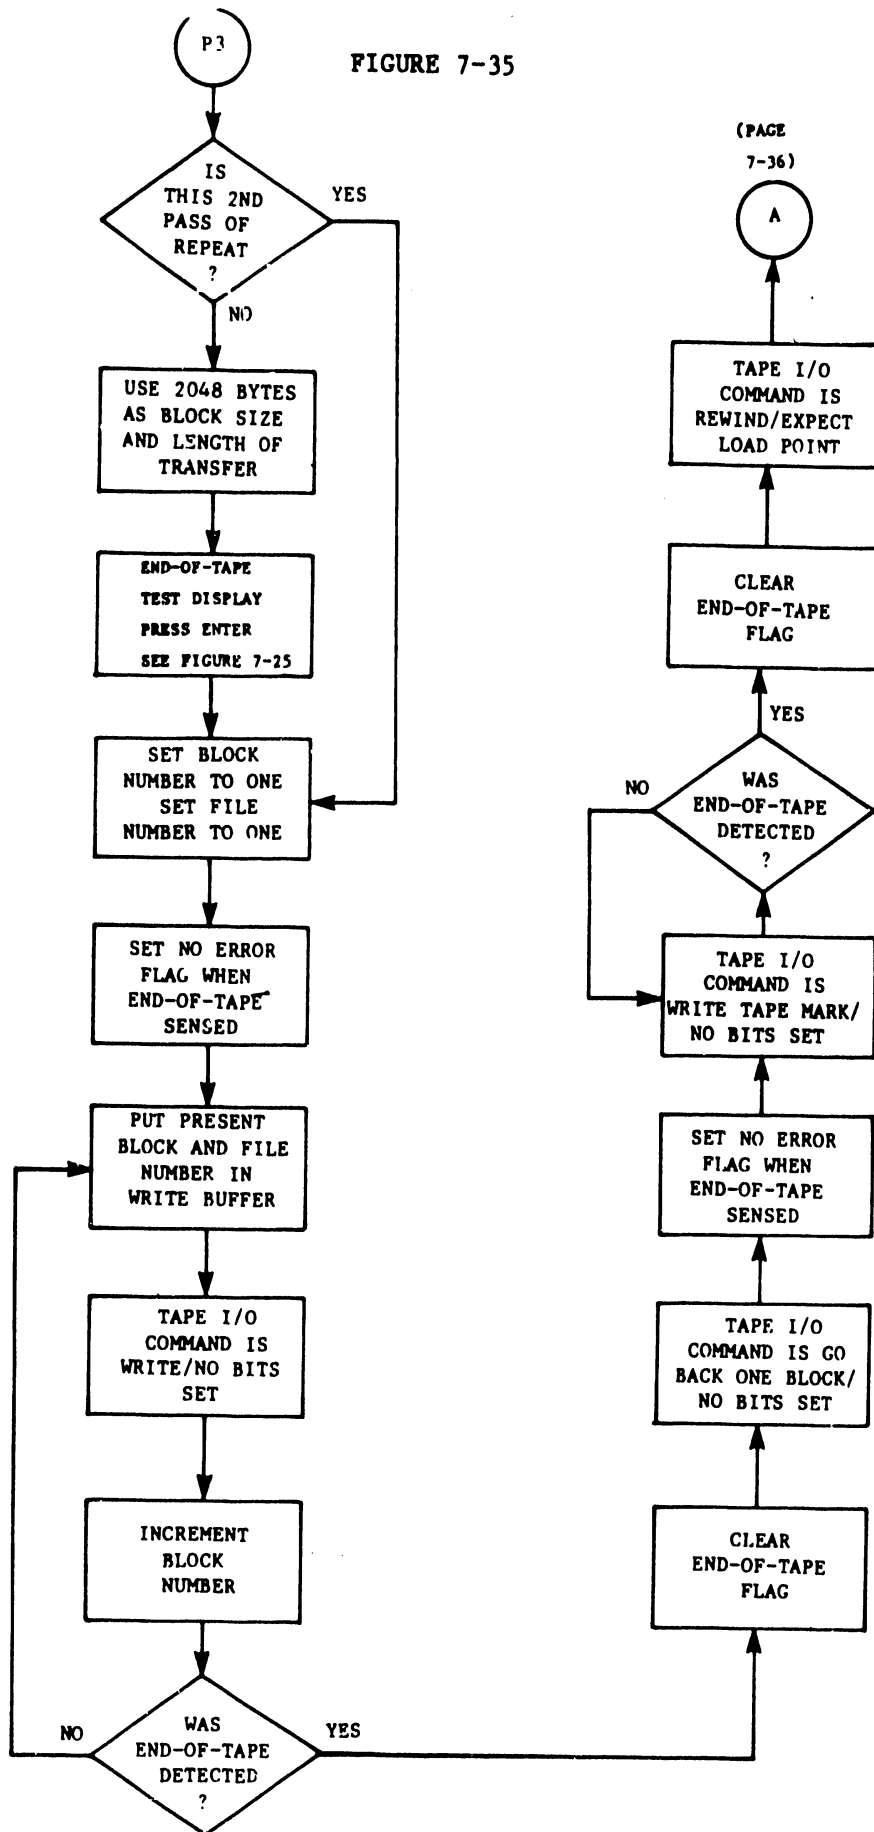 P3
FIGURE 7-35
IS
THIS 2ND
PASS OF
REPEAT
?
YES
NO
USE 2048 BYTES
AS BLOCK SIZE
AND LENGTH OF
TRANSFER
END-OF-TAPE
TEST DISPLAY
PRESS ENTER
SEE FIGURE 7-25
SET BLOCK
NUMBER TO ONE
SET FILE
NUMBER TO ONE
SET NO ERROR
FLAG WHEN
END-OF-TAPE
SENSED
PUT PRESENT
BLOCK AND FILE
NUMBER IN
WRITE BUFFER
TAPE I/O
COMMAND IS
WRITE/NO BITS
SET
INCREMENT
BLOCK
NUMBER
NO
WAS
END-OF-TAPE
DETECTED
?
YES
(PAGE
7-36)
A
TAPE I/O
COMMAND IS
REWIND/EXPECT
LOAD POINT
CLEAR
END-OF-TAPE
FLAG
YES
NO
WAS
END-OF-TAPE
DETECTED
?
TAPE I/O
COMMAND IS
WRITE TAPE MARK/
NO BITS SET
SET NO ERROR
FLAG WHEN
END-OF-TAPE
SENSED
TAPE I/O
COMMAND IS GO
BACK ONE BLOCK/
NO BITS SET
CLEAR
END-OF-TAPE
FLAG